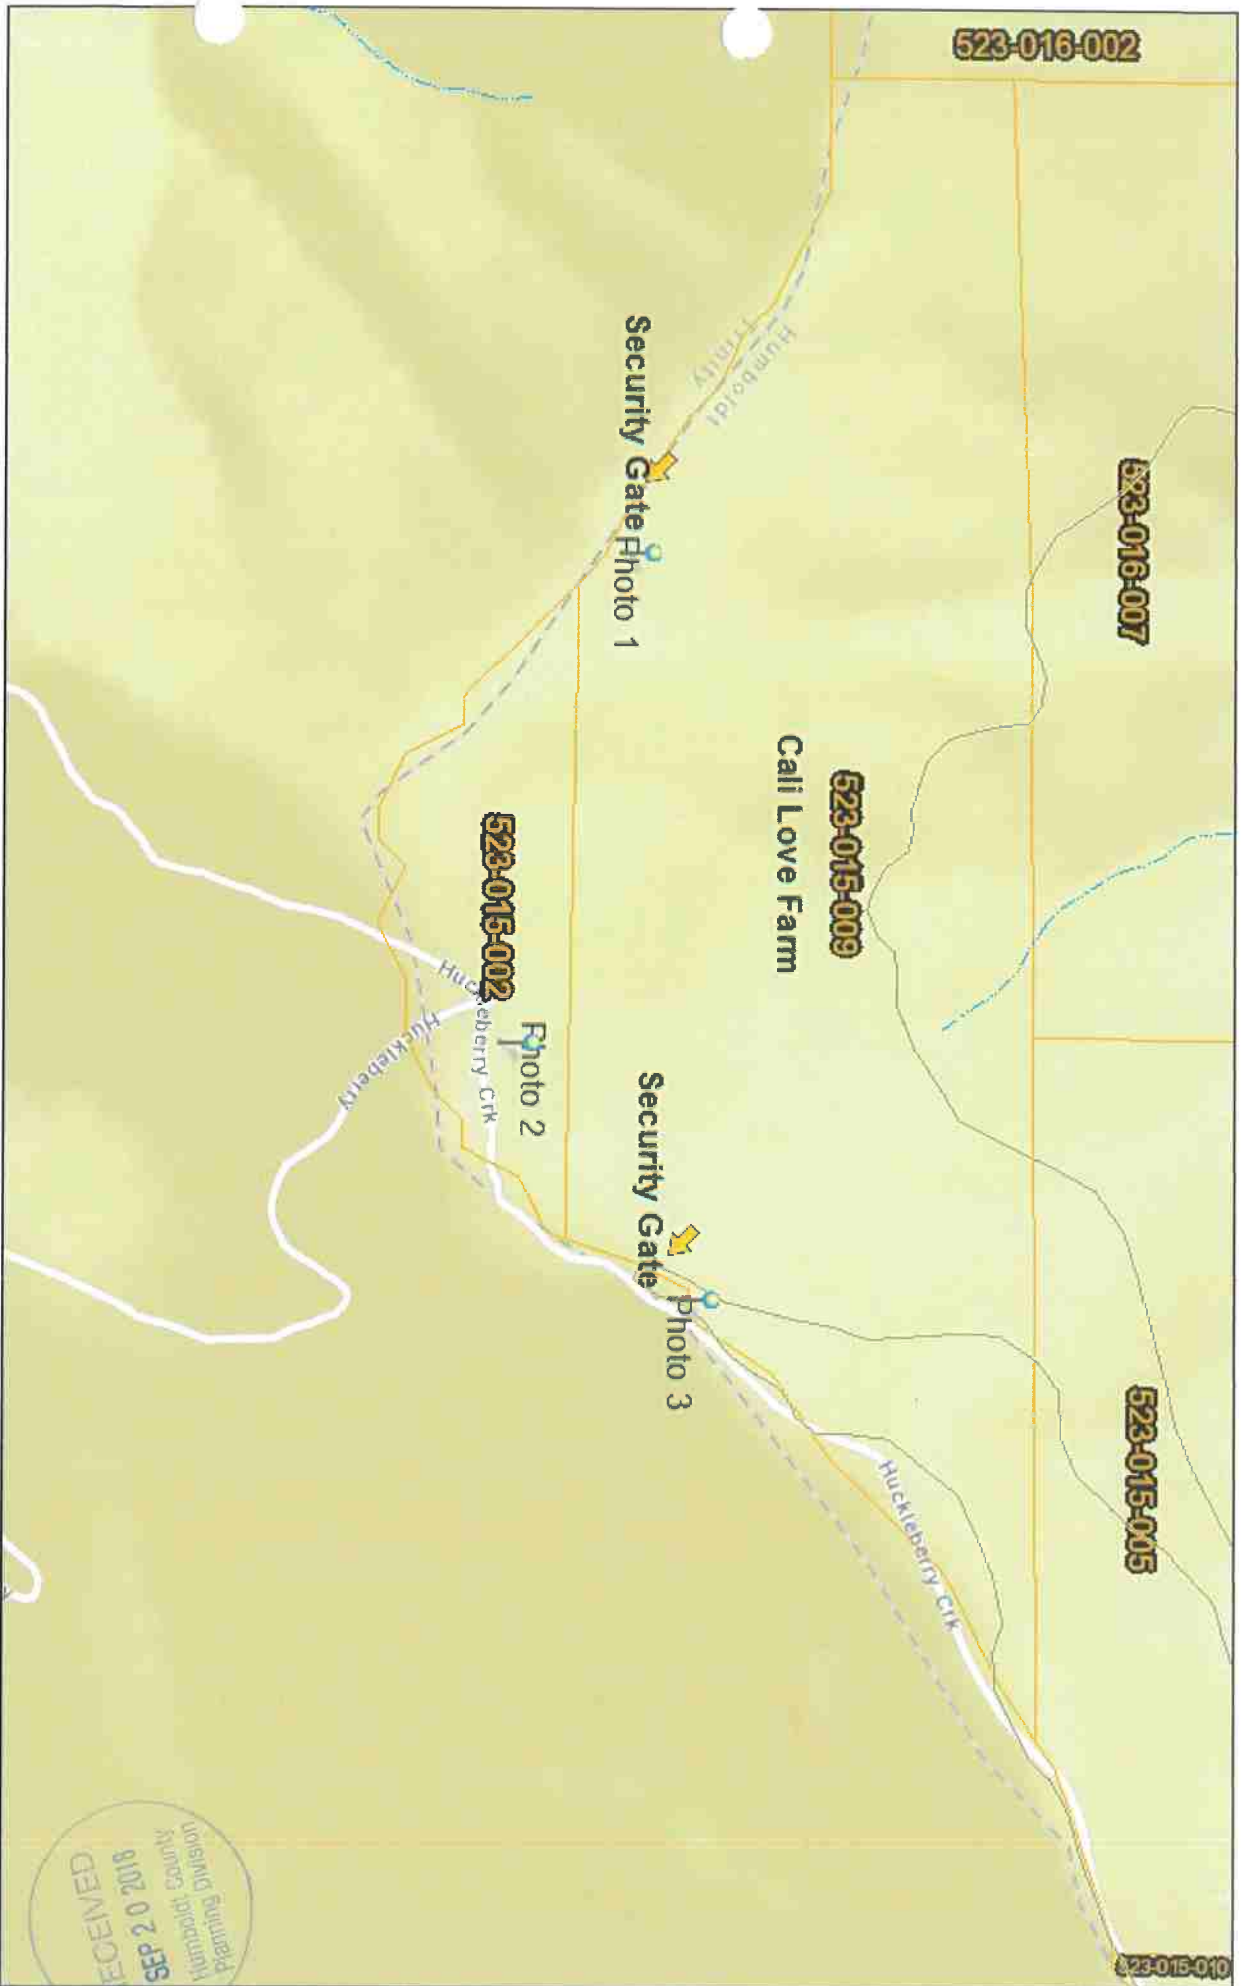 523-016-002
523-016-007
523-015-009
Cali Love Farm
Humboldt
Trinity
Security Gate
Photo 1
523-015-002
Huckleberry Crk
Huckleberry
Photo 2
Security Gate
Photo 3
523-015-005
Huckleberry Crk
523-015-010
RECEIVED
SEP 20 2018
Humboldt County
Planning Division